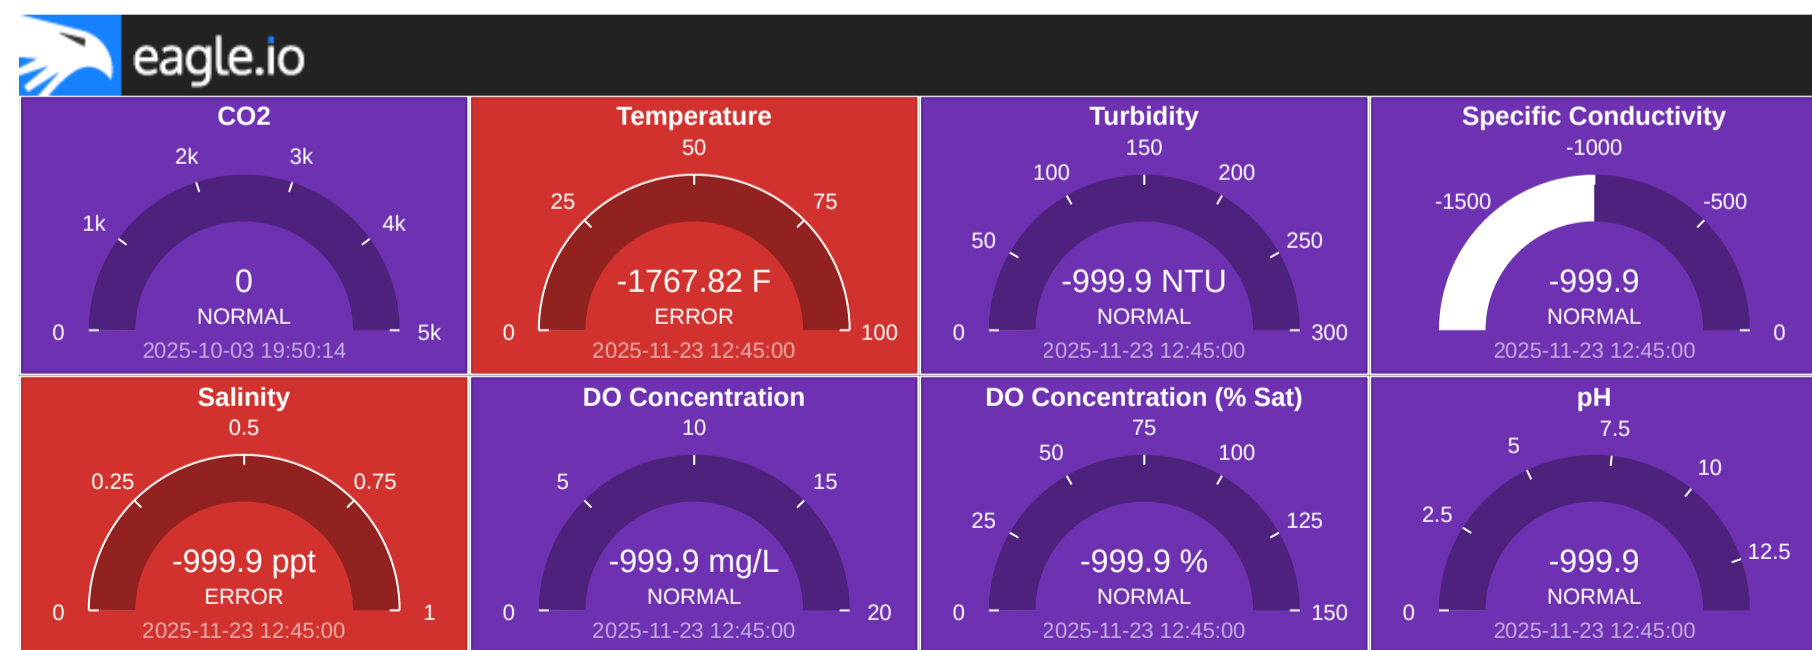 eagle.io
CO2
2k 3k
1k 4k
0
NORMAL
0 5k
2025-10-03 19:50:14
Temperature
50
25 75
-1767.82 F
ERROR
0 100
2025-11-23 12:45:00
Turbidity
150
100 200
50 250
-999.9 NTU
NORMAL
0 300
2025-11-23 12:45:00
Specific Conductivity
-1000
-1500 -500
-999.9
NORMAL
0
2025-11-23 12:45:00
Salinity
0.5
0.25 0.75
-999.9 ppt
ERROR
0 1
2025-11-23 12:45:00
DO Concentration
10
5 15
-999.9 mg/L
NORMAL
0 20
2025-11-23 12:45:00
DO Concentration (% Sat)
75
50 100
25 125
-999.9 %
NORMAL
0 150
2025-11-23 12:45:00
pH
7.5
5 10
2.5 12.5
-999.9
NORMAL
0
2025-11-23 12:45:00